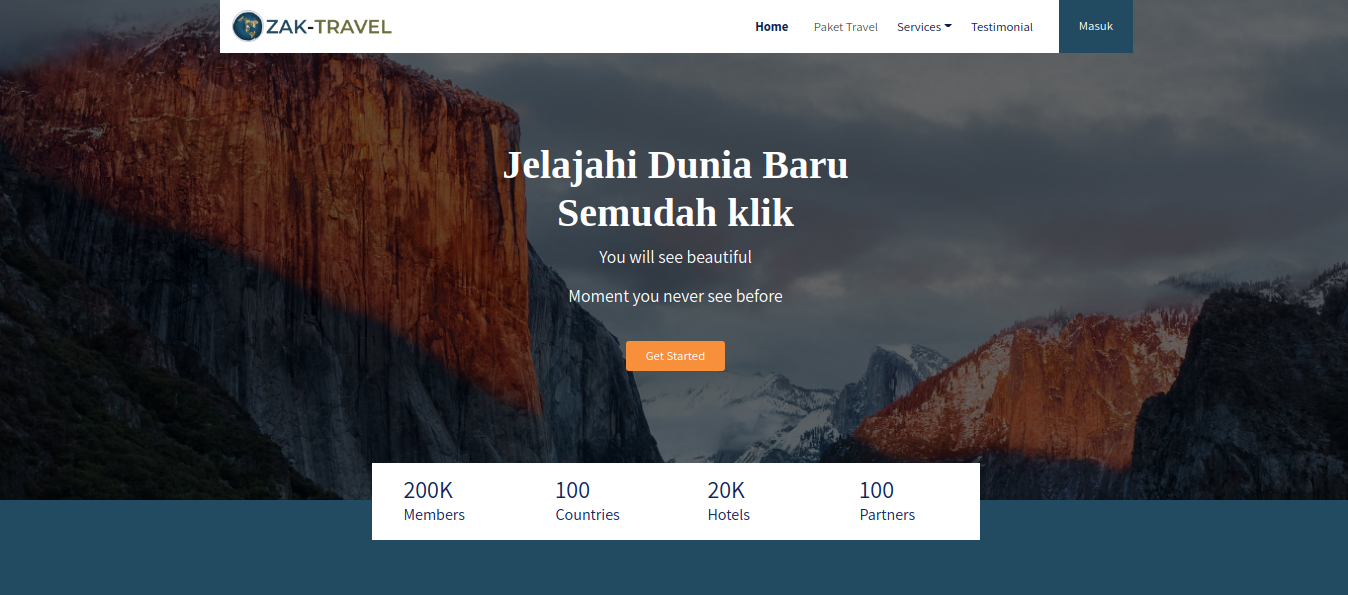 ZAK-TRAVEL
Home Paket Travel Services Testimonial Masuk
Jelajahi Dunia Baru
Semudah klik
You will see beautiful
Moment you never see before
Get Started
200K 100 20K 100
Members Countries Hotels Partners